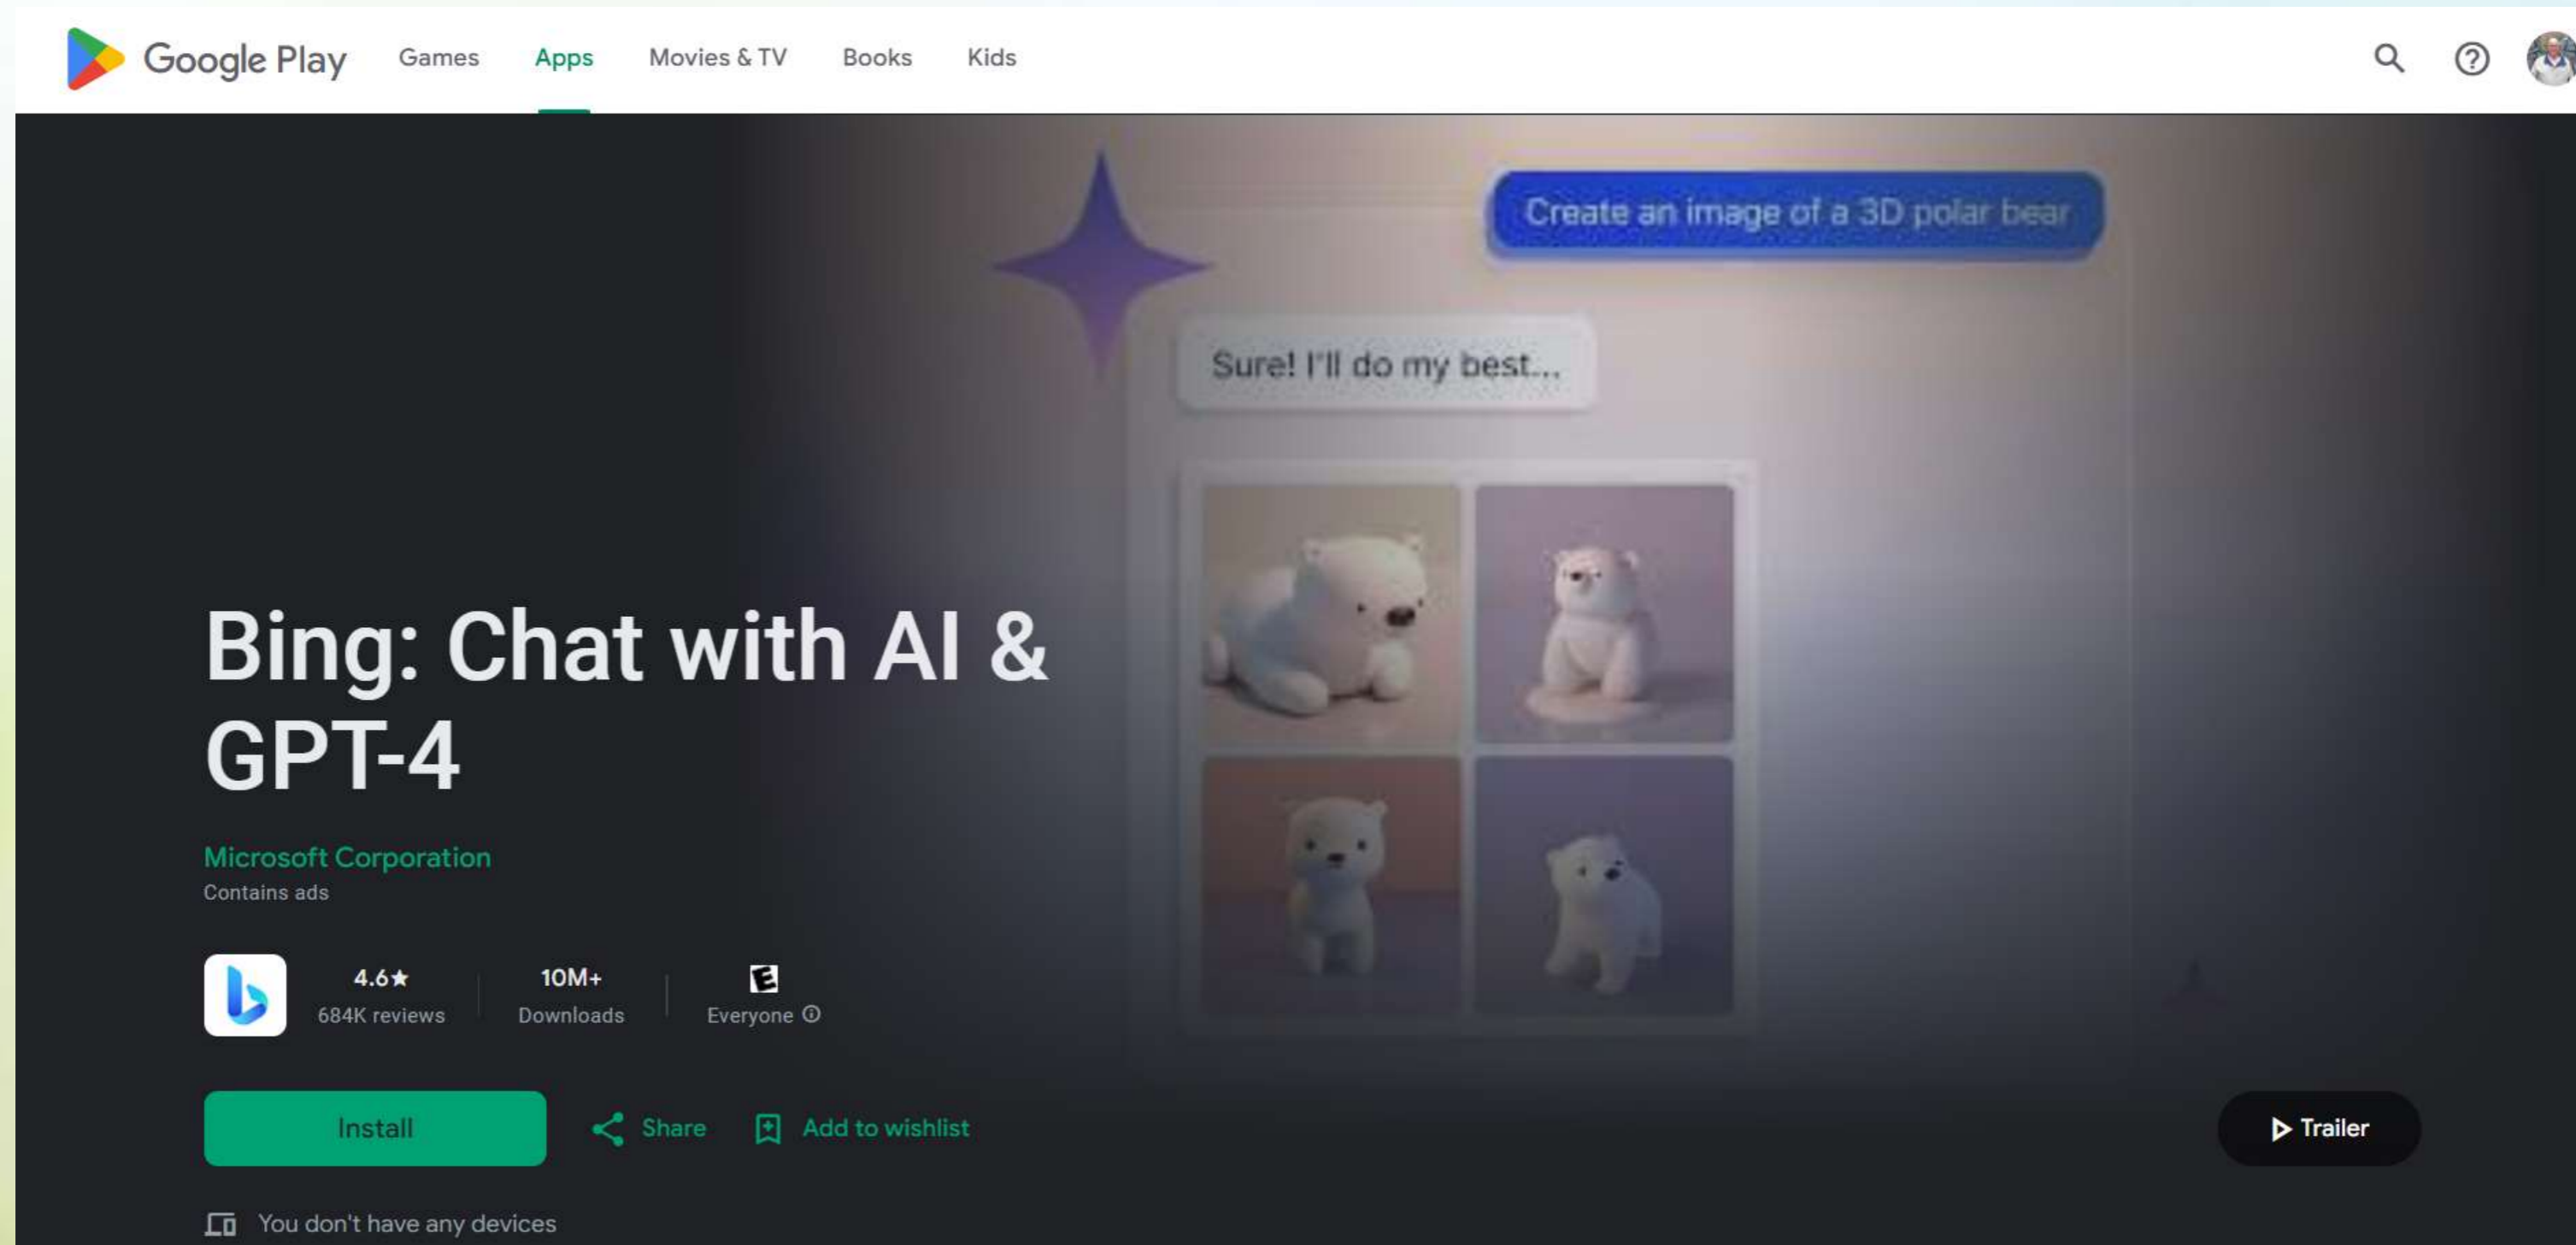 Google Play Games Apps Movies & TV Books Kids
Create an image of a 3D polar bear
Sure! I'll do my best...
Bing: Chat with AI &
GPT-4
Microsoft Corporation
Contains ads
4.6★ 10M+ E
684K reviews Downloads Everyone
Install Share Add to wishlist Trailer
You don't have any devices